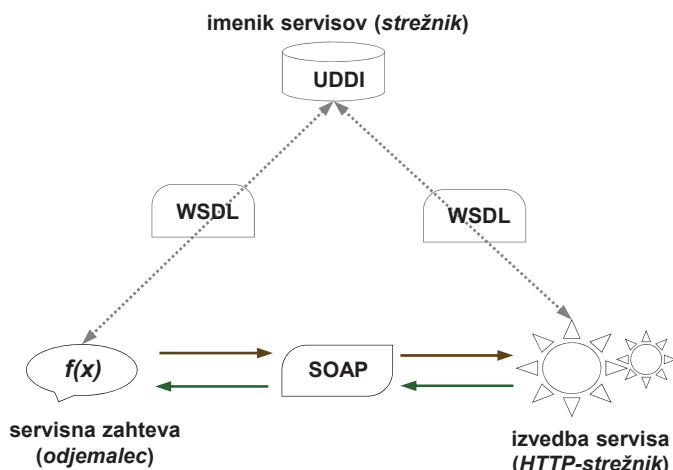 imenik servisov (strežnik)
UDDI
WSDL
WSDL
f(x)
SOAP
servisna zahteva
(odjemalec)
izvedba servisa
(HTTP-strežnik)